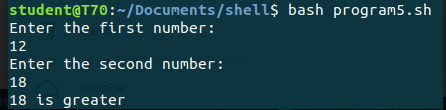 student@T70:~/Documents/shell$ bash program5.sh
Enter the first number:
12
Enter the second number:
18
18 is greater